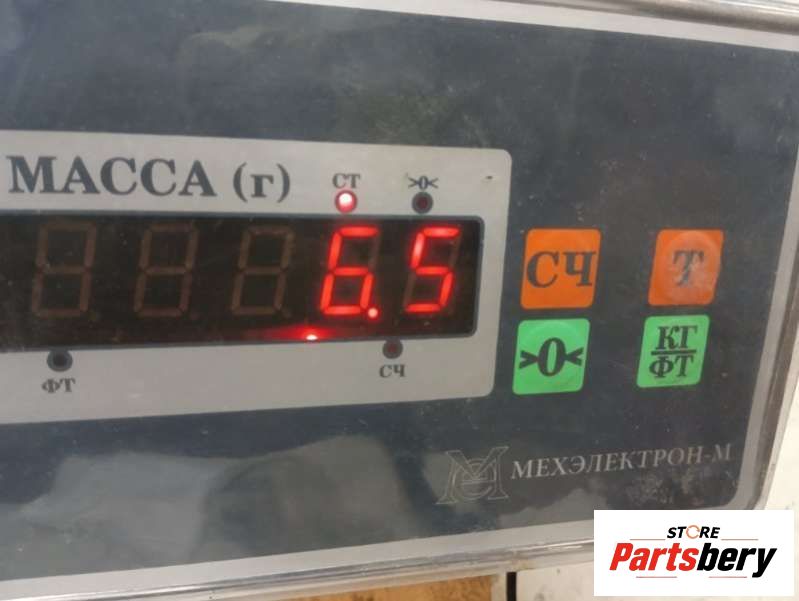 МАССА (г)
СТ
>0<
6.5
ФТ
СЧ
СЧ
Т
>0<
КГ
ФТ
МЕХЭЛЕКТРОН-М
STORE
Partsbery